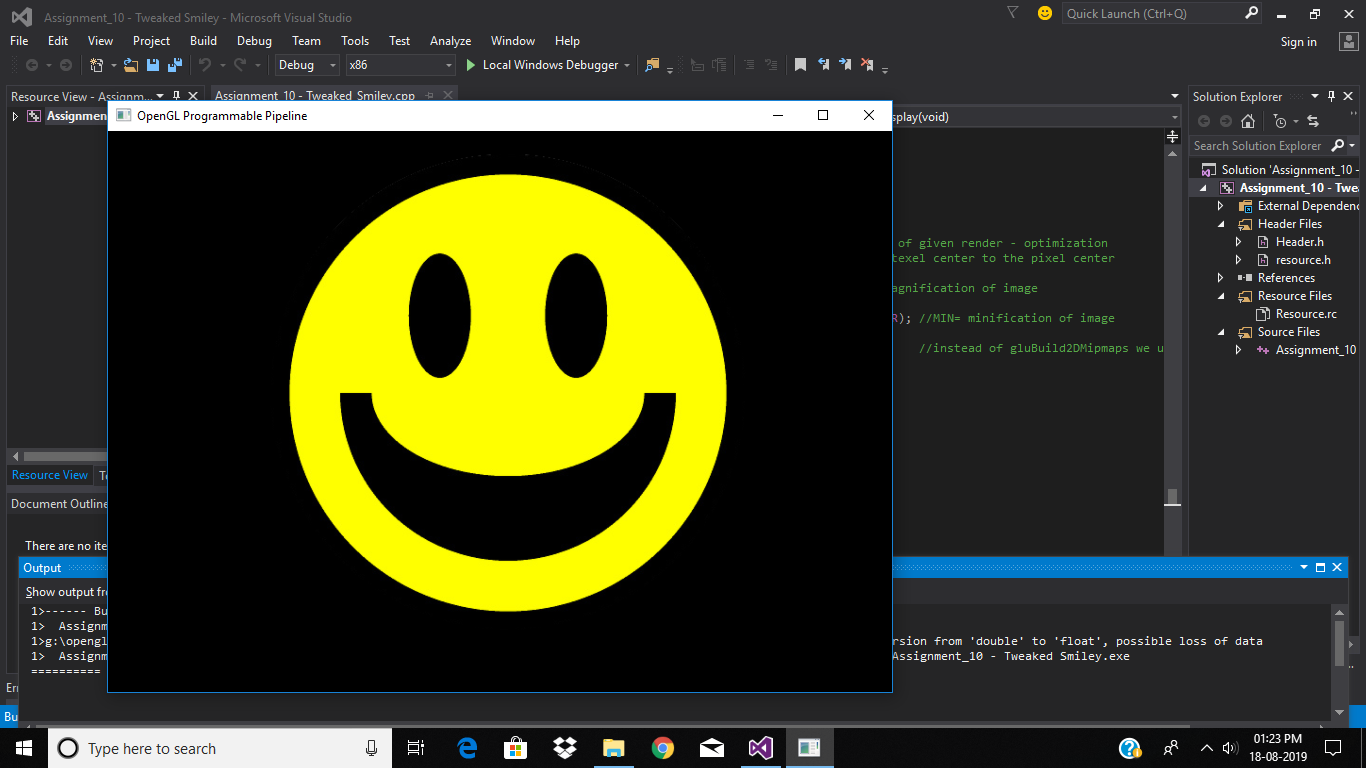 Assignment_10 - Tweaked Smiley - Microsoft Visual Studio
Quick Launch (Ctrl+Q)
File Edit View Project Build Debug Team Tools Test Analyze Window Help
Sign in
Debug x86 Local Windows Debugger
Resource View - Assignm...
Assignment_10 - Tweaked Smiley.cpp
Solution Explorer
Assignment
OpenGL Programmable Pipeline
splay(void)
Search Solution Explorer
Solution 'Assignment_10 -
Assignment_10 - Twea
External Dependenc
Header Files
Header.h
resource.h
References
Resource Files
Resource.rc
Source Files
Assignment_10
of given render - optimization
texel center to the pixel center
agnification of image
R); //MIN= minification of image
//instead of gluBuild2DMipmaps we u
Resource View
Document Outline
There are no ite
Output
Show output fr
1>------ Bu
1> Assignm
1>g:\opengl
rsion from 'double' to 'float', possible loss of data
1> Assignm
Assignment_10 - Tweaked Smiley.exe
==========
Type here to search
01:23 PM
18-08-2019